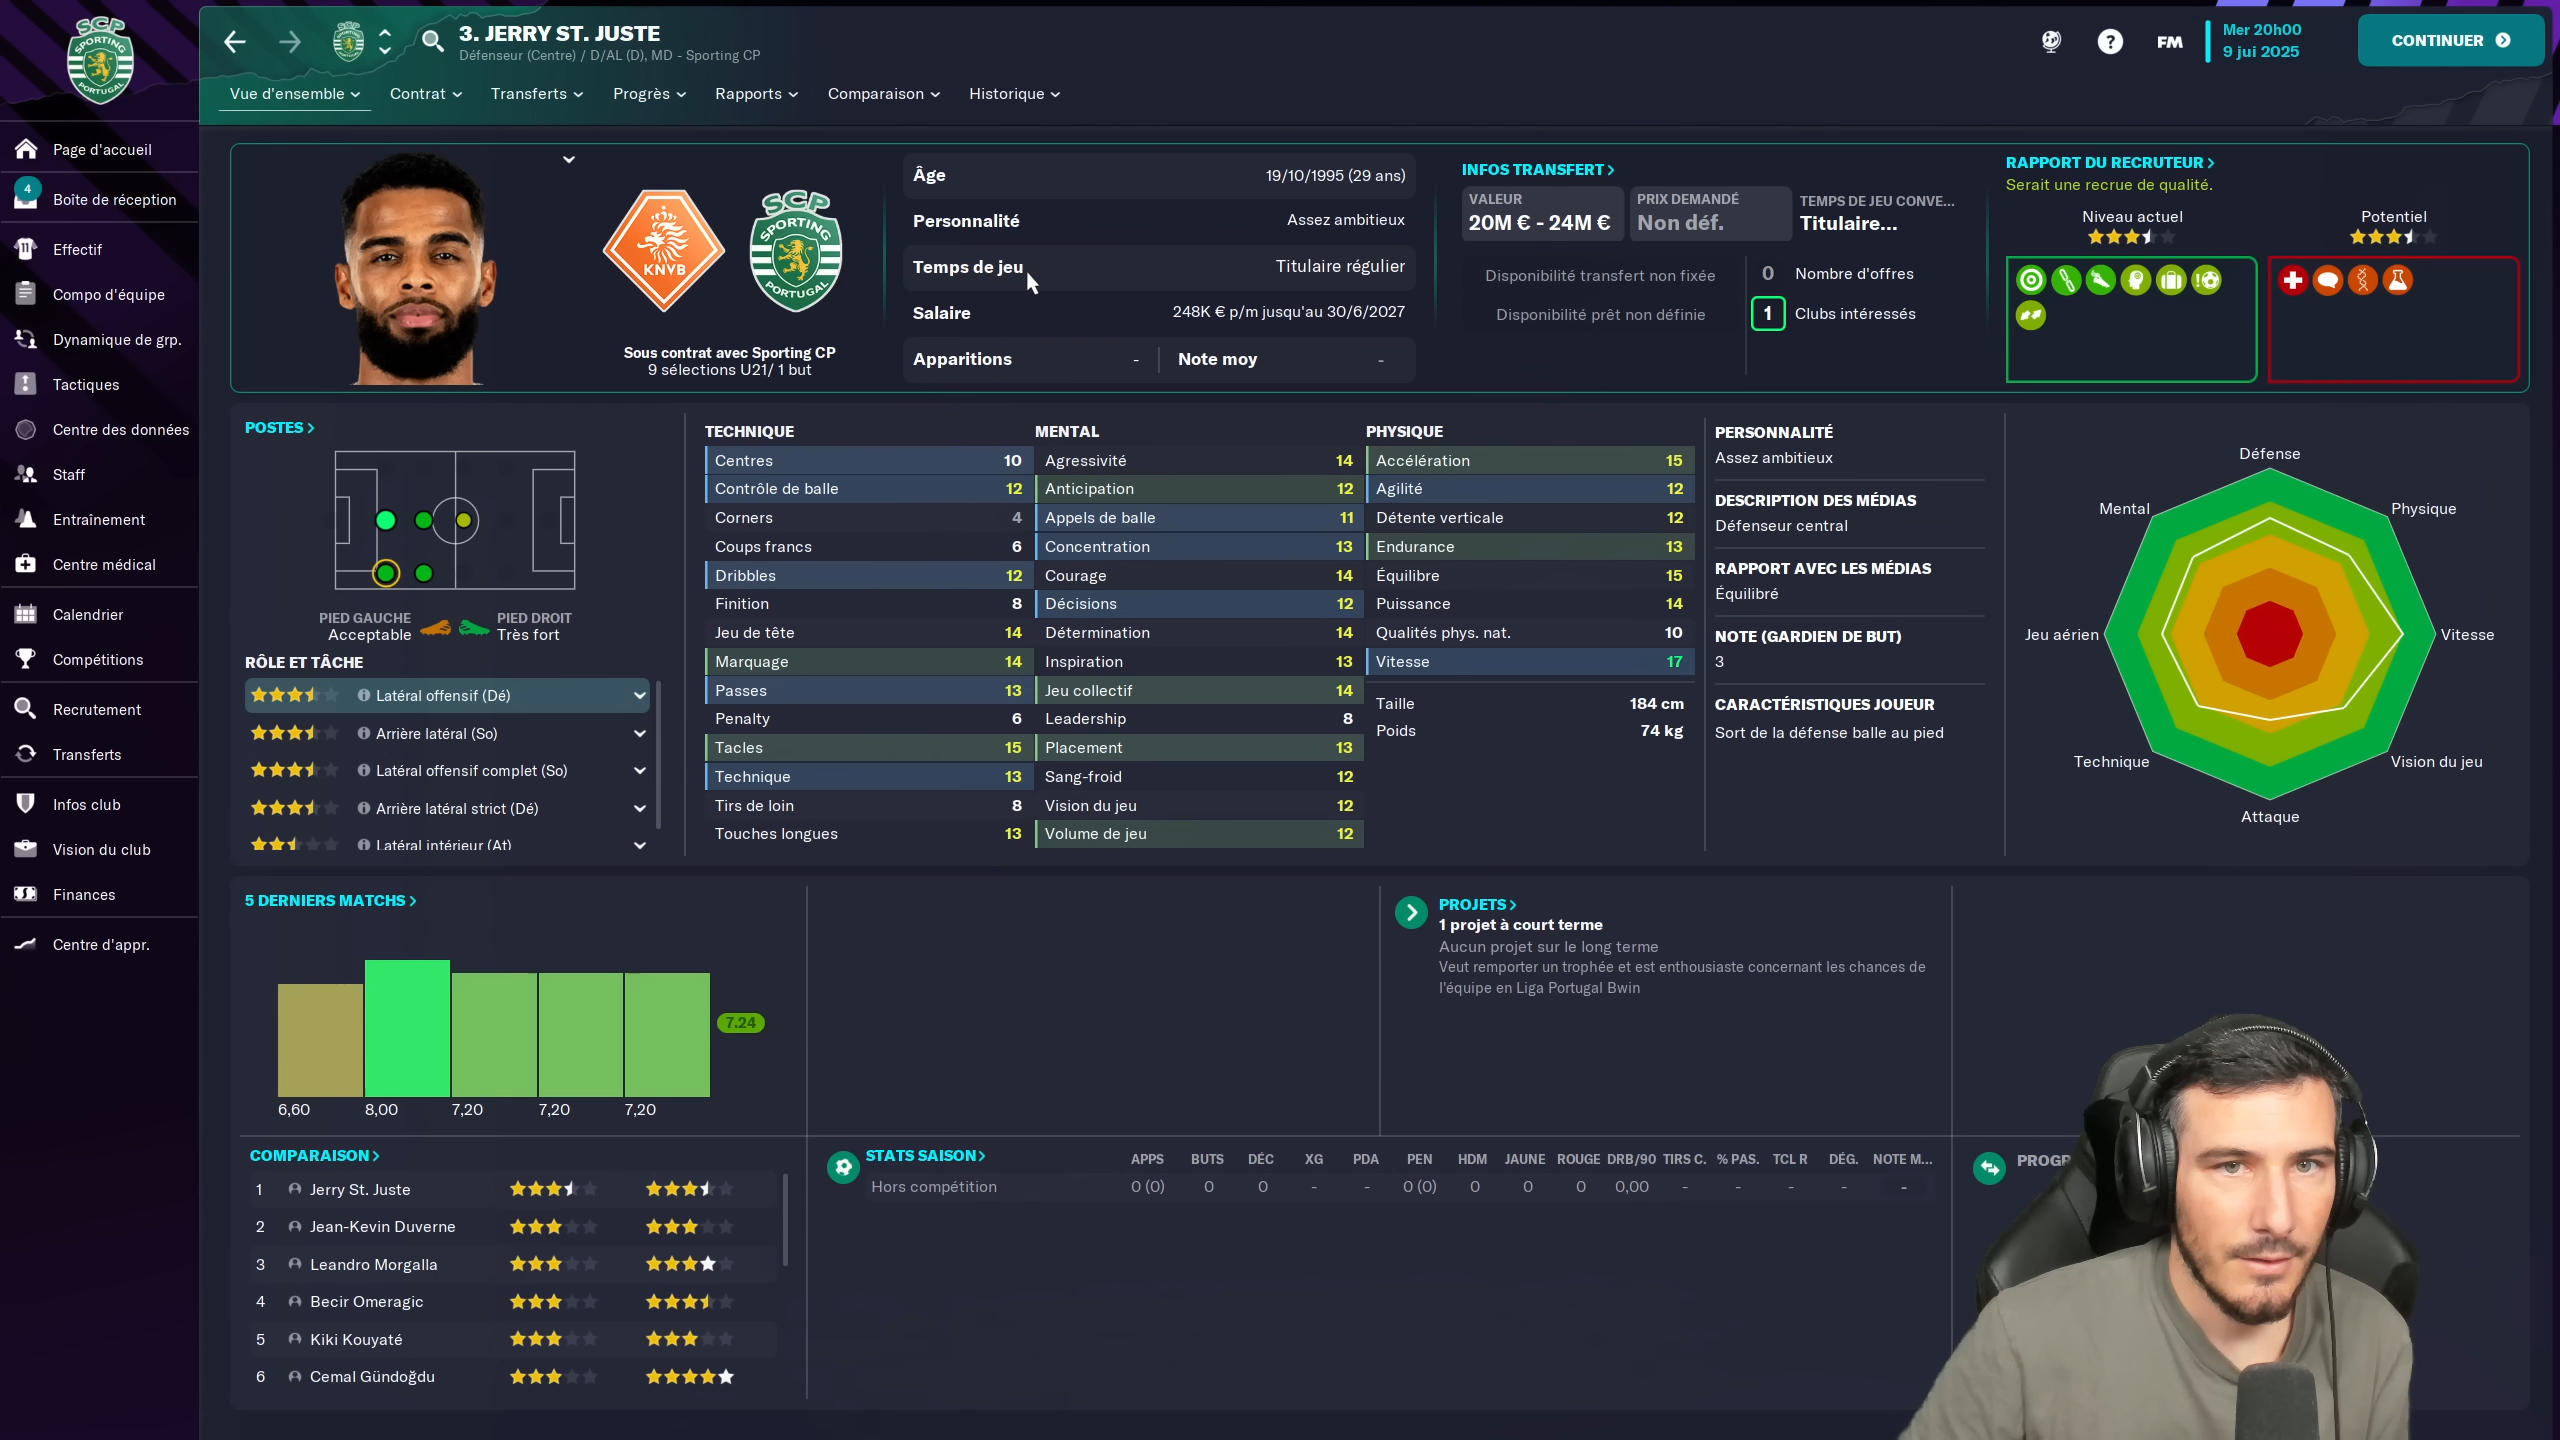 SCP
SPORTING
PORTUGAL
3. JERRY ST. JUSTE
Défenseur (Centre) / D/AL (D), MD - Sporting CP
FM
Mer 20h00
9 jui 2025
CONTINUER
Vue d'ensemble
Contrat
Transferts
Progrès
Rapports
Comparaison
Historique
Page d'accueil
4
Boîte de réception
Effectif
Compo d'équipe
Dynamique de grp.
Tactiques
Centre des données
Staff
Entraînement
Centre médical
Calendrier
Compétitions
Recrutement
Transferts
Infos club
Vision du club
Finances
Centre d'appr.
KNVB
SCP
SPORTING
PORTUGAL
Sous contrat avec Sporting CP
9 sélections U21/ 1 but
Âge 19/10/1995 (29 ans)
Personnalité Assez ambitieux
Temps de jeu Titulaire régulier
Salaire 248K € p/m jusqu'au 30/6/2027
Apparitions - Note moy -
INFOS TRANSFERT >
VALEUR
20M € - 24M €
PRIX DEMANDÉ
Non déf.
TEMPS DE JEU CONVE...
Titulaire...
Disponibilité transfert non fixée
Disponibilité prêt non définie
0 Nombre d'offres
1 Clubs intéressés
RAPPORT DU RECRUTEUR >
Serait une recrue de qualité.
Niveau actuel
Potentiel
POSTES >
PIED GAUCHE
Acceptable
PIED DROIT
Très fort
RÔLE ET TÂCHE
Latéral offensif (Dé)
Arrière latéral (So)
Latéral offensif complet (So)
Arrière latéral strict (Dé)
Latéral intérieur (At)
TECHNIQUE
Centres 10
Contrôle de balle 12
Corners 4
Coups francs 6
Dribbles 12
Finition 8
Jeu de tête 14
Marquage 14
Passes 13
Penalty 6
Tacles 15
Technique 13
Tirs de loin 8
Touches longues 13
MENTAL
Agressivité 14
Anticipation 12
Appels de balle 11
Concentration 13
Courage 14
Décisions 12
Détermination 14
Inspiration 13
Jeu collectif 14
Leadership 8
Placement 13
Sang-froid 12
Vision du jeu 12
Volume de jeu 12
PHYSIQUE
Accélération 15
Agilité 12
Détente verticale 12
Endurance 13
Équilibre 15
Puissance 14
Qualités phys. nat. 10
Vitesse 17
Taille 184 cm
Poids 74 kg
PERSONNALITÉ
Assez ambitieux
DESCRIPTION DES MÉDIAS
Défenseur central
RAPPORT AVEC LES MÉDIAS
Équilibré
NOTE (GARDIEN DE BUT)
3
CARACTÉRISTIQUES JOUEUR
Sort de la défense balle au pied
Défense
Mental
Physique
Jeu aérien
Vitesse
Technique
Vision du jeu
Attaque
5 DERNIERS MATCHS >
7.24
6,60 8,00 7,20 7,20 7,20
PROJETS >
1 projet à court terme
Aucun projet sur le long terme
Veut remporter un trophée et est enthousiaste concernant les chances de
l'équipe en Liga Portugal Bwin
COMPARAISON >
1 Jerry St. Juste
2 Jean-Kevin Duverne
3 Leandro Morgalla
4 Becir Omeragic
5 Kiki Kouyaté
6 Cemal Gündoğdu
STATS SAISON > APPS BUTS DÉC XG PDA PEN HDM JAUNE ROUGE DRB/90 TIRS C. % PAS. TCL R DÉG. NOTE M...
Hors compétition 0 (0) 0 0 - - 0 (0) 0 0 0 0,00 - - - - -
PROGR